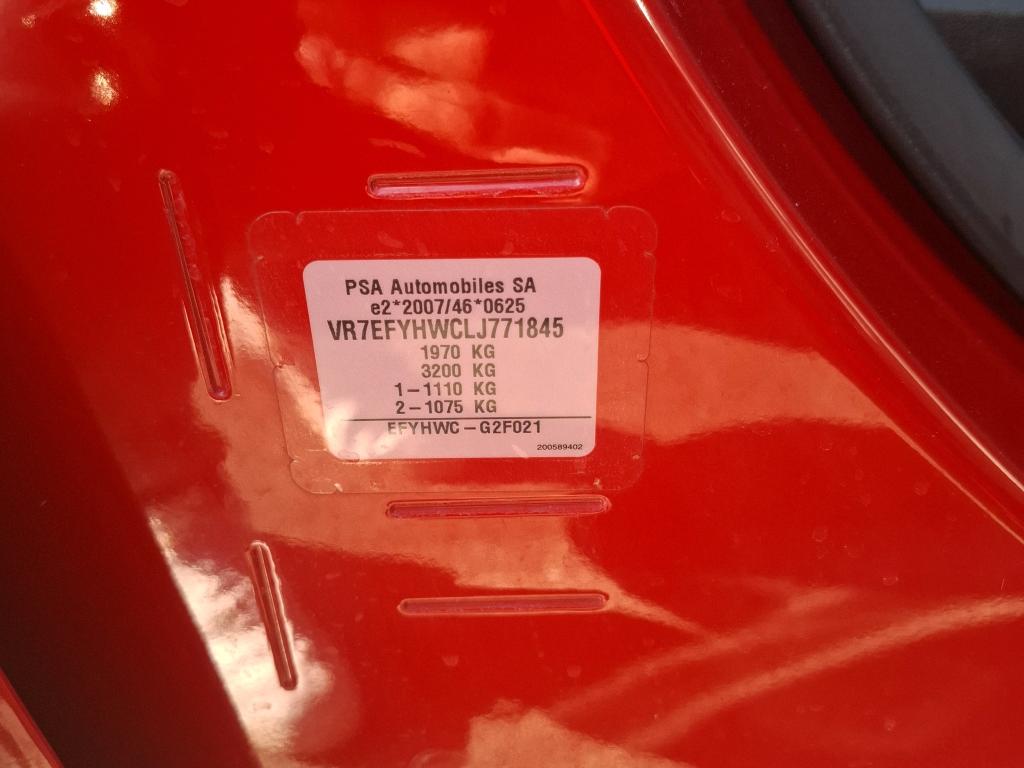 PSA Automobiles SA
e2*2007/46*0625
VR7EFYHWCLJ771845
1970 KG
3200 KG
1-1110 KG
2-1075 KG
EFYHWC-G2F021
200589402